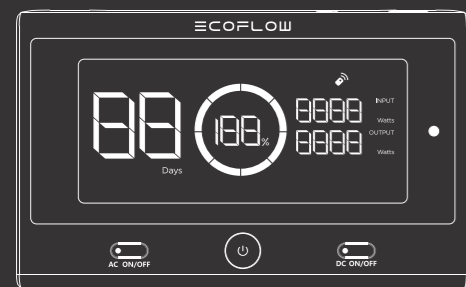 ECOFLOW
88
Days
188%
8888
INPUT
Watts
8888
OUTPUT
Watts
AC ON/OFF
DC ON/OFF